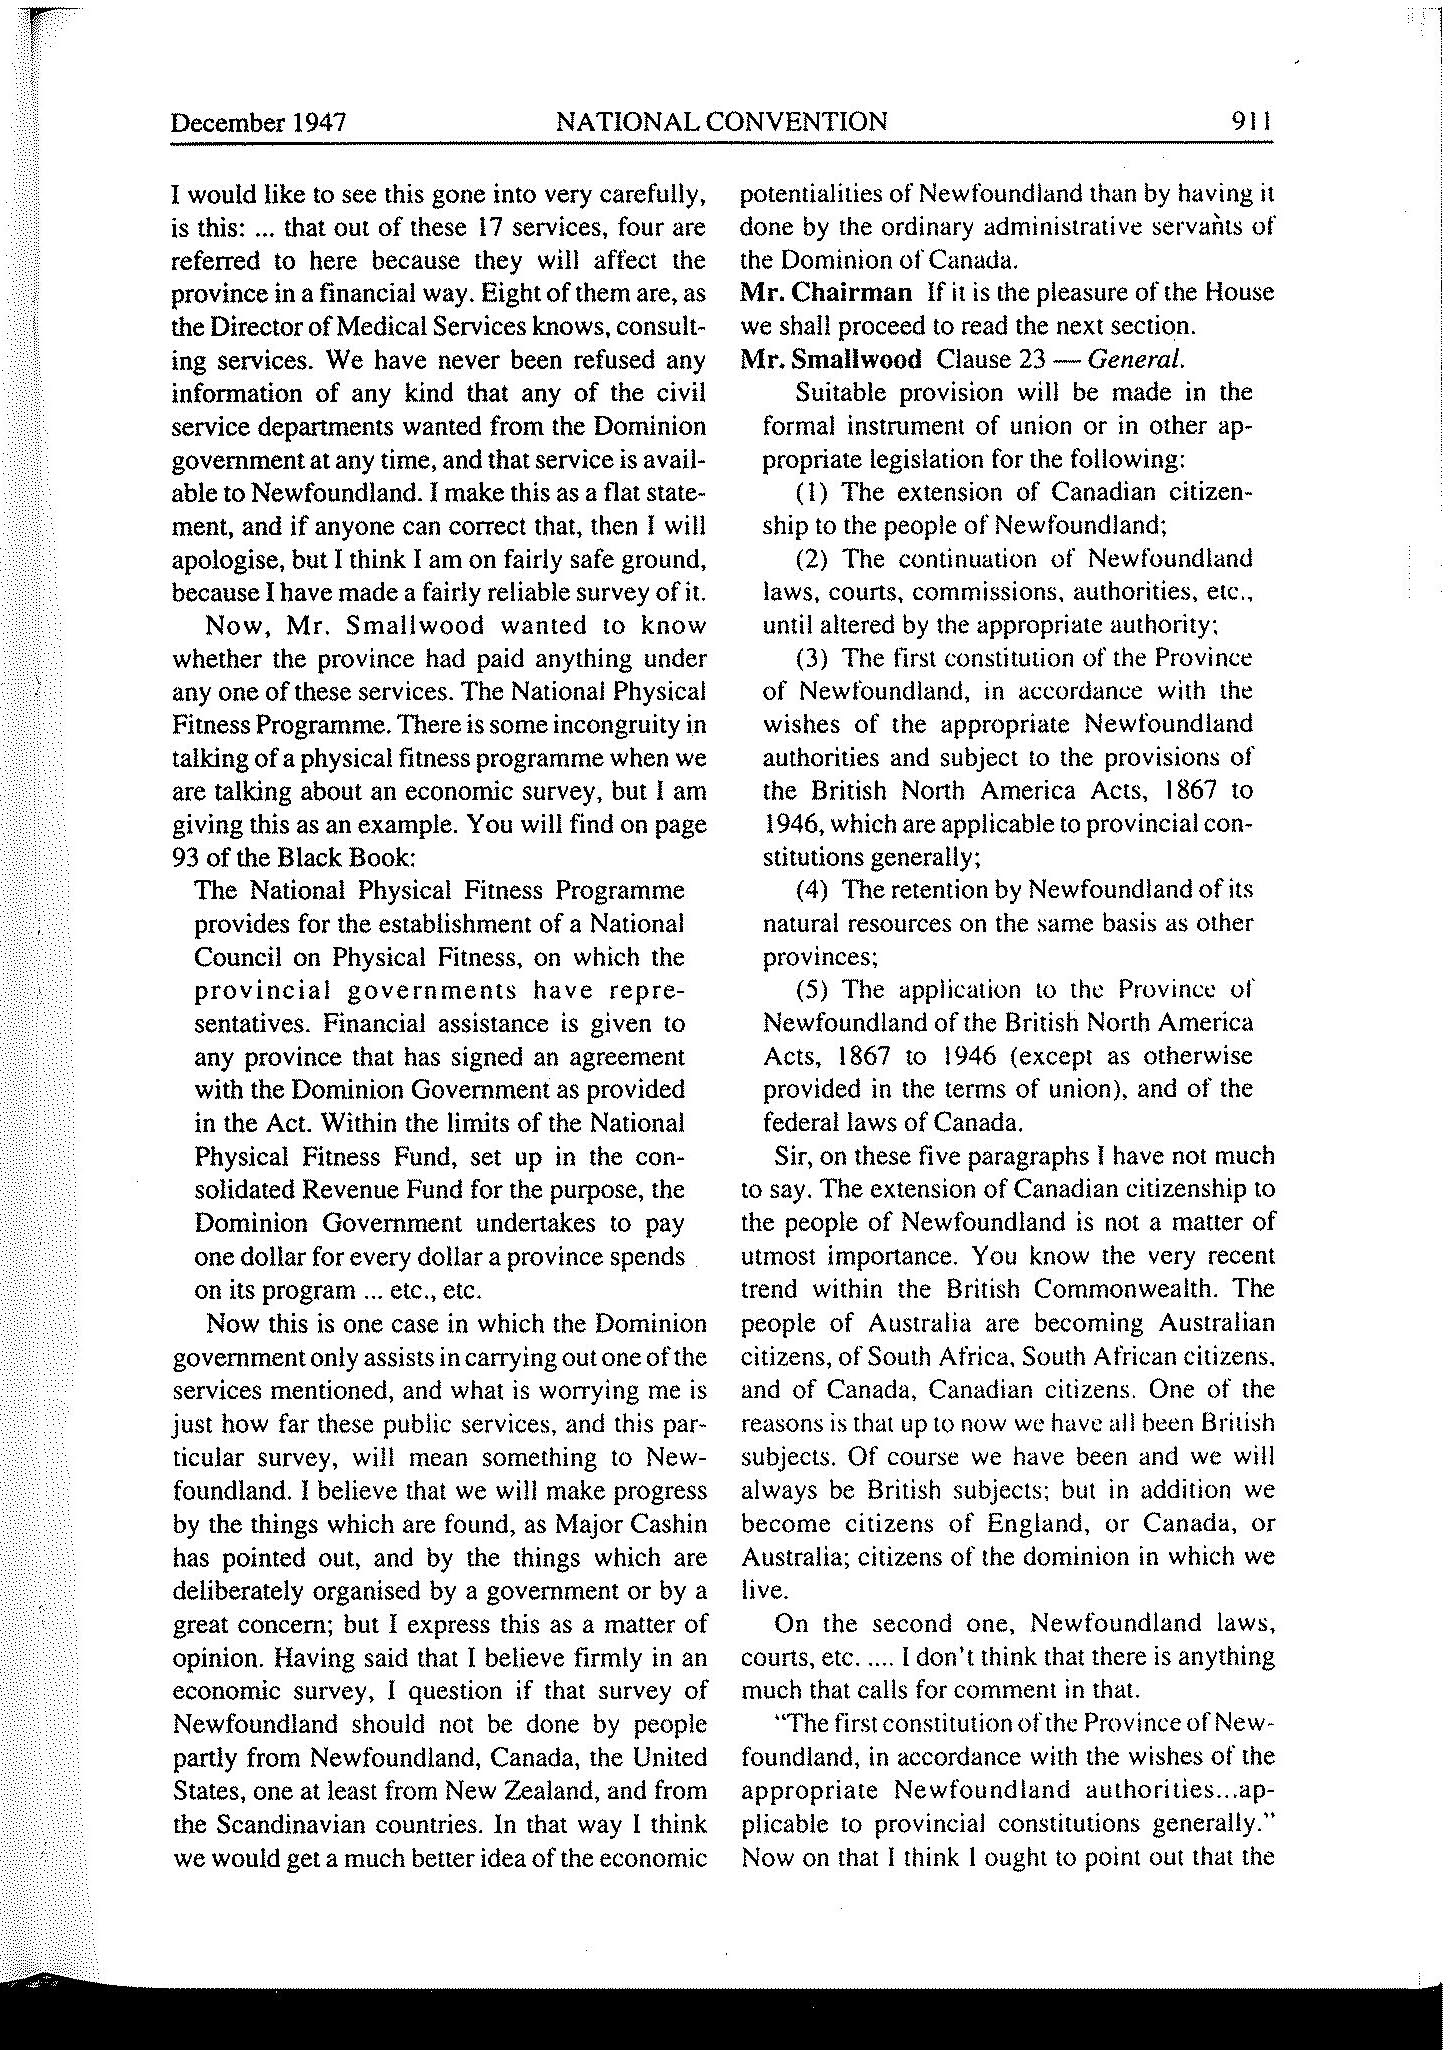 December 1947 NATIONAL CONVENTION 911
I would like to see this gone into very carefully,
is this: ... that out of these 17 services, four are
referred to here because they will affect the
province in a financial way. Eight of them are, as
the Director of Medical Services knows, consult-
ing services. We have never been refused any
information of any kind that any of the civil
service departments wanted from the Dominion
government at any time, and that service is avail-
able to Newfoundland. I make this as a flat state-
ment, and if anyone can correct that, then I will
apologise, but I think I am on fairly safe ground,
because I have made a fairly reliable survey of it.
Now, Mr. Smallwood wanted to know
whether the province had paid anything under
any one of these services. The National Physical
Fitness Programme. There is some incongruity in
talking of a physical fitness programme when we
are talking about an economic survey, but I am
giving this as an example. You will find on page
93 of the Black Book:
The National Physical Fitness Programme
provides for the establishment of a National
Council on Physical Fitness, on which the
provincial governments have repre-
sentatives. Financial assistance is given to
any province that has signed an agreement
with the Dominion Government as provided
in the Act. Within the limits of the National
Physical Fitness Fund, set up in the con-
solidated Revenue Fund for the purpose, the
Dominion Government undertakes to pay
one dollar for every dollar a province spends
on its program ... etc., etc.
Now this is one case in which the Dominion
government only assists in carrying out one of the
services mentioned, and what is worrying me is
just how far these public services, and this par-
ticular survey, will mean something to New-
foundland. I believe that we will make progress
by the things which are found, as Major Cashin
has pointed out, and by the things which are
deliberately organised by a government or by a
great concern; but I express this as a matter of
opinion. Having said that I believe firmly in an
economic survey, I question if that survey of
Newfoundland should not be done by people
partly from Newfoundland, Canada, the United
States, one at least from New Zealand, and from
the Scandinavian countries. In that way I think
we would get a much better idea of the economic
potentialities of Newfoundland than by having it
done by the ordinary administrative servants of
the Dominion of Canada.
Mr. Chairman If it is the pleasure of the House
we shall proceed to read the next section.
Mr. Smallwood Clause 23 — General.
Suitable provision will be made in the
formal instrument of union or in other ap-
propriate legislation for the following:
(1) The extension of Canadian citizen-
ship to the people of Newfoundland;
(2) The continuation of Newfoundland
laws, courts, commissions, authorities, etc.,
until altered by the appropriate authority;
(3) The first constitution of the Province
of Newfoundland, in accordance with the
wishes of the appropriate Newfoundland
authorities and subject to the provisions of
the British North America Acts, 1867 to
1946, which are applicable to provincial con-
stitutions generally;
(4) The retention by Newfoundland of its
natural resources on the same basis as other
provinces;
(5) The application to the Province of
Newfoundland of the British North America
Acts, 1867 to 1946 (except as otherwise
provided in the terms of union), and of the
federal laws of Canada.
Sir, on these five paragraphs I have not much
to say. The extension of Canadian citizenship to
the people of Newfoundland is not a matter of
utmost importance. You know the very recent
trend within the British Commonwealth. The
people of Australia are becoming Australian
citizens, of South Africa, South African citizens,
and of Canada, Canadian citizens. One of the
reasons is that up to now we have all been British
subjects. Of course we have been and we will
always be British subjects; but in addition we
become citizens of England, or Canada, or
Australia; citizens of the dominion in which we
live.
On the second one, Newfoundland laws,
courts, etc. .... I don't think that there is anything
much that calls for comment in that.
"The first constitution of the Province of New-
foundland, in accordance with the wishes of the
appropriate Newfoundland authorities...ap-
plicable to provincial constitutions generally."
Now on that I think I ought to point out that the